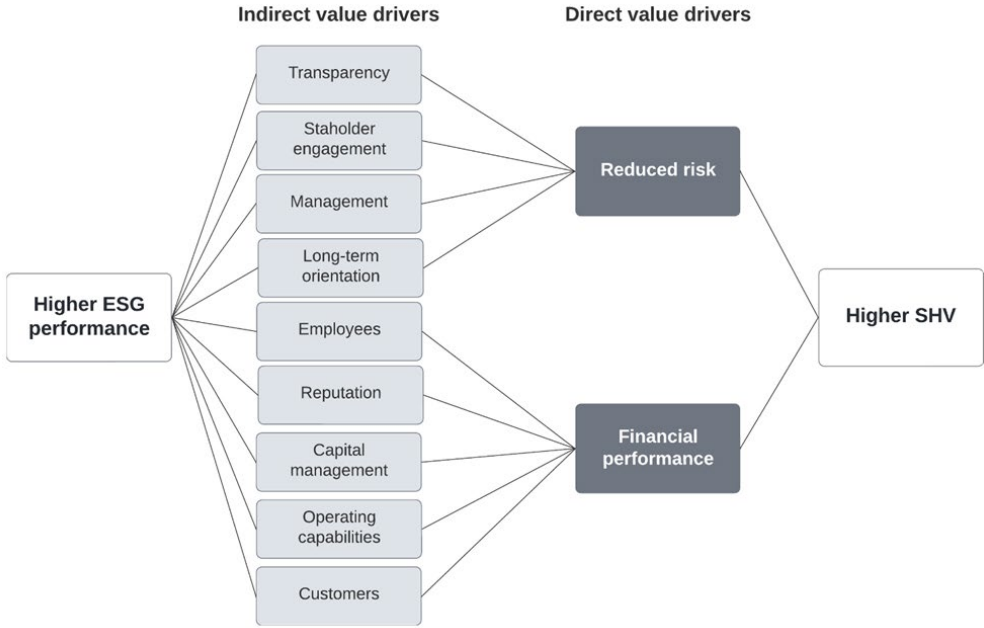 Indirect value drivers
Direct value drivers
Transparency
Staholder
engagement
Management
Long-term
orientation
Employees
Reputation
Capital
management
Operating
capabilities
Customers
Higher ESG
performance
Reduced risk
Financial
performance
Higher SHV